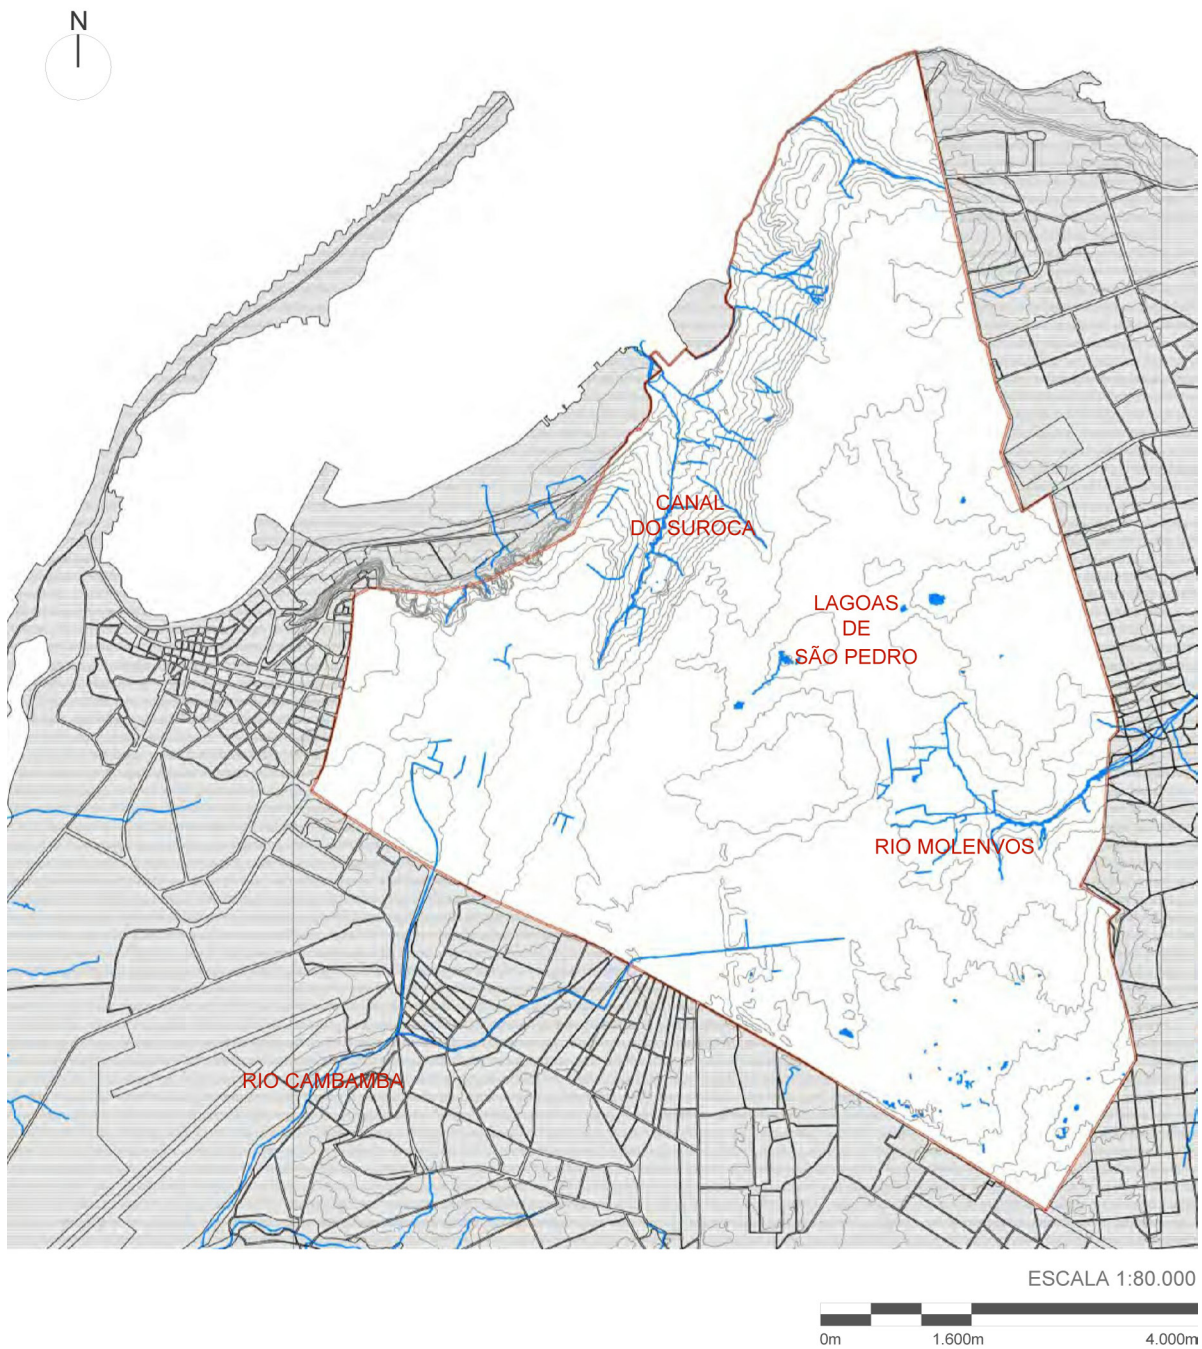 N
CANAL
DO SUROCA
LAGOAS
DE
SÃO PEDRO
RIO MOLENVOS
RIO CAMBAMBA
ESCALA 1:80.000
0m 1.600m 4.000m